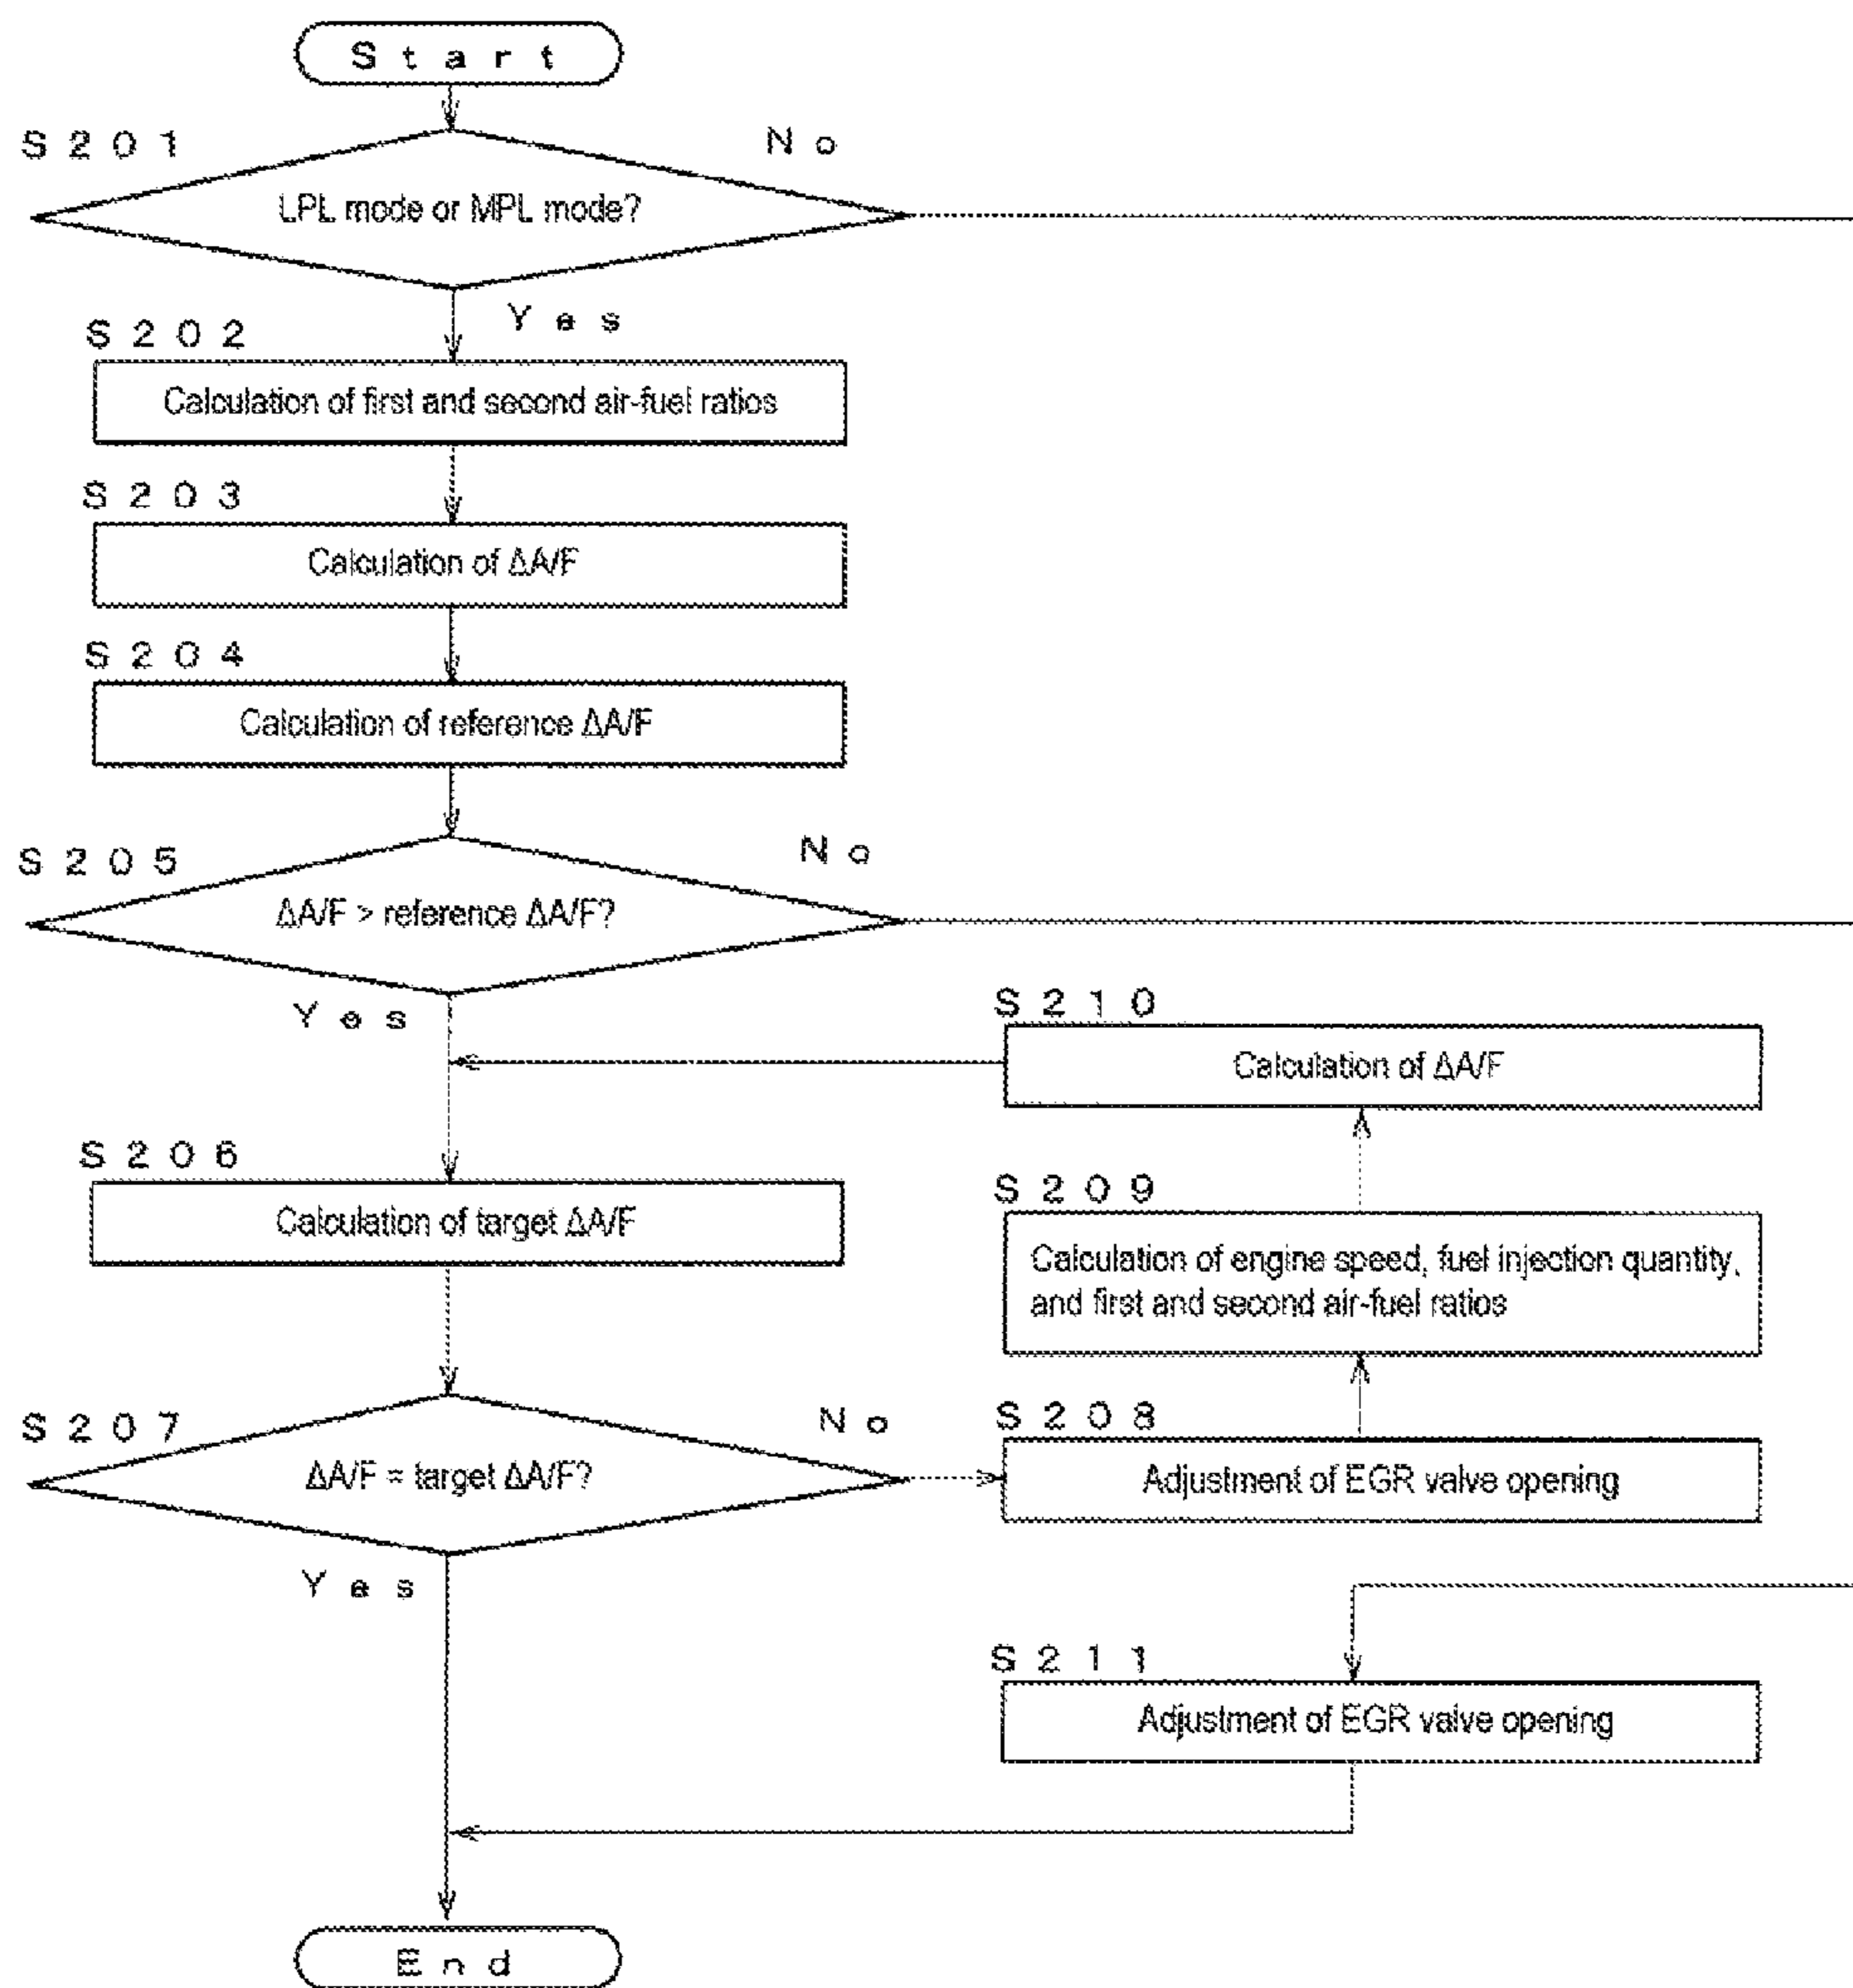 Start
S201
No
LPL mode or MPL mode?
Yes
S202
Calculation of first and second air-fuel ratios
S203
Calculation of ΔA/F
S204
Calculation of reference ΔA/F
S205
No
ΔA/F > reference ΔA/F?
Yes
S210
Calculation of ΔA/F
S206
Calculation of target ΔA/F
S209
Calculation of engine speed, fuel injection quantity,
and first and second air-fuel ratios
S207
No
ΔA/F = target ΔA/F?
S208
Adjustment of EGR valve opening
Yes
S211
Adjustment of EGR valve opening
End